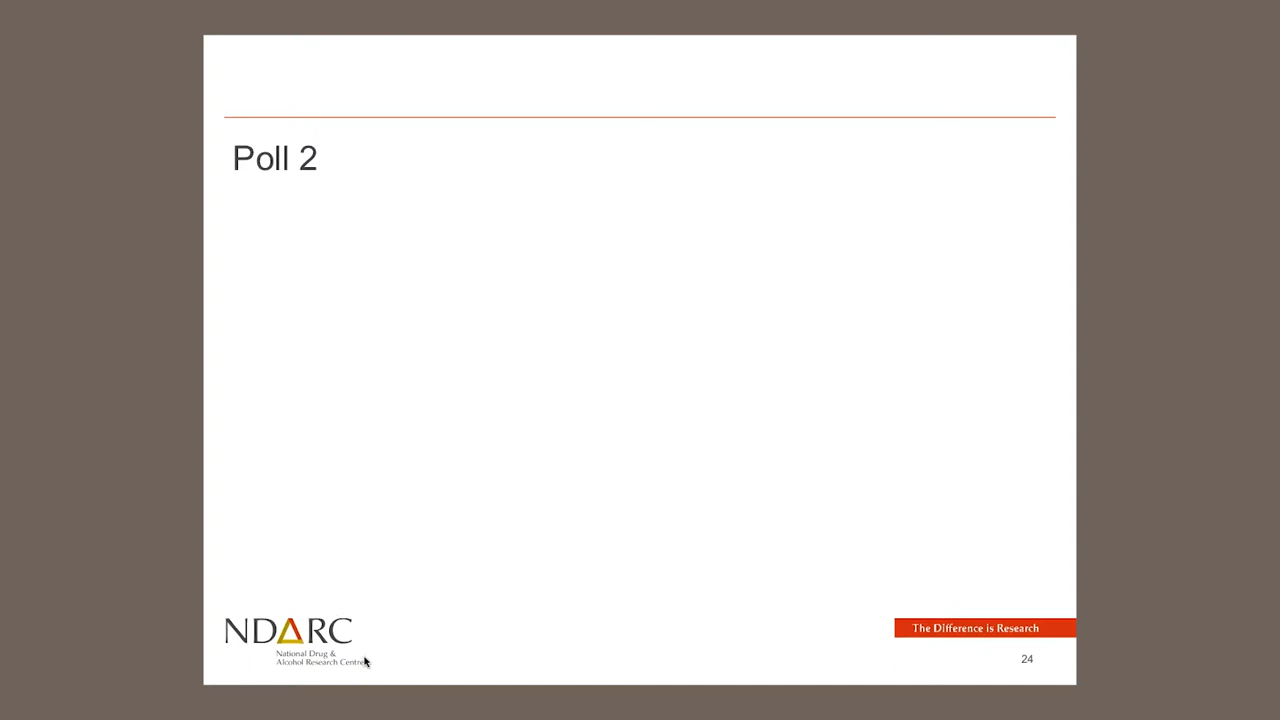 Poll 2
NDARC
National Drug &
Alcohol Research Centre
The Difference is Research
24